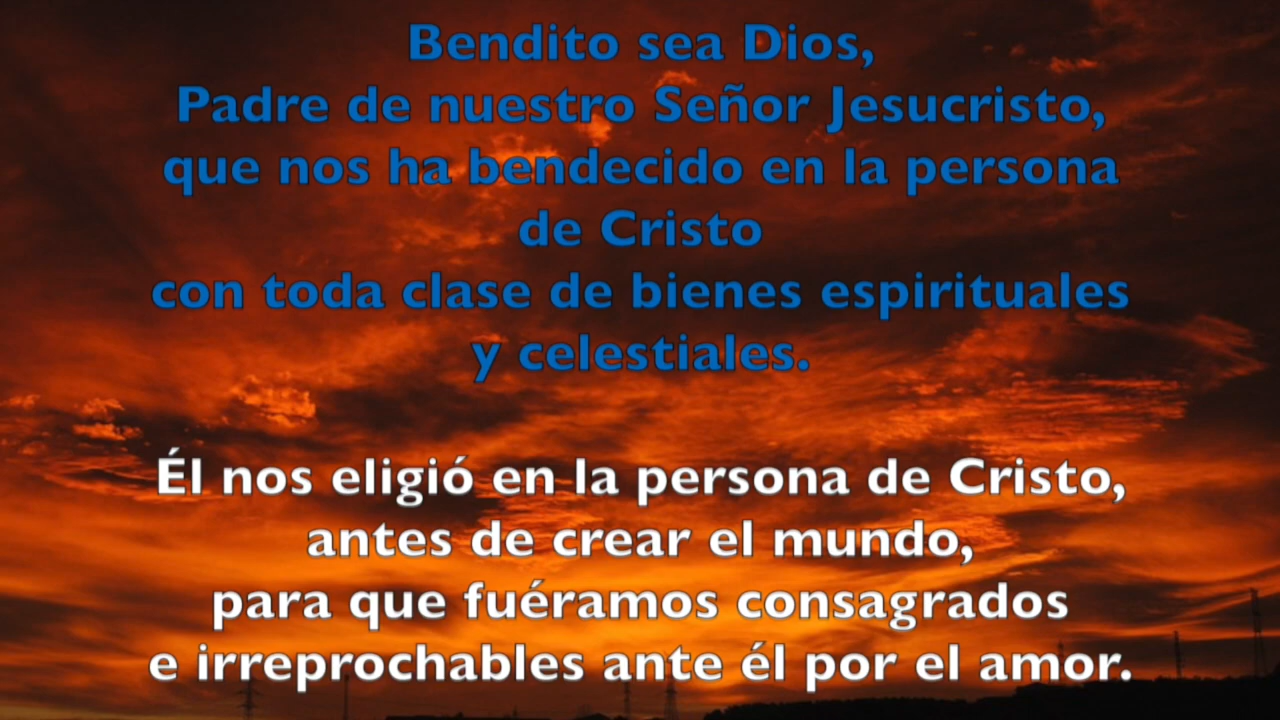 Bendito sea Dios,
Padre de nuestro Señor Jesucristo,
que nos ha bendecido en la persona
de Cristo
con toda clase de bienes espirituales
y celestiales.
Él nos eligió en la persona de Cristo,
antes de crear el mundo,
para que fuéramos consagrados
e irreprochables ante él por el amor.